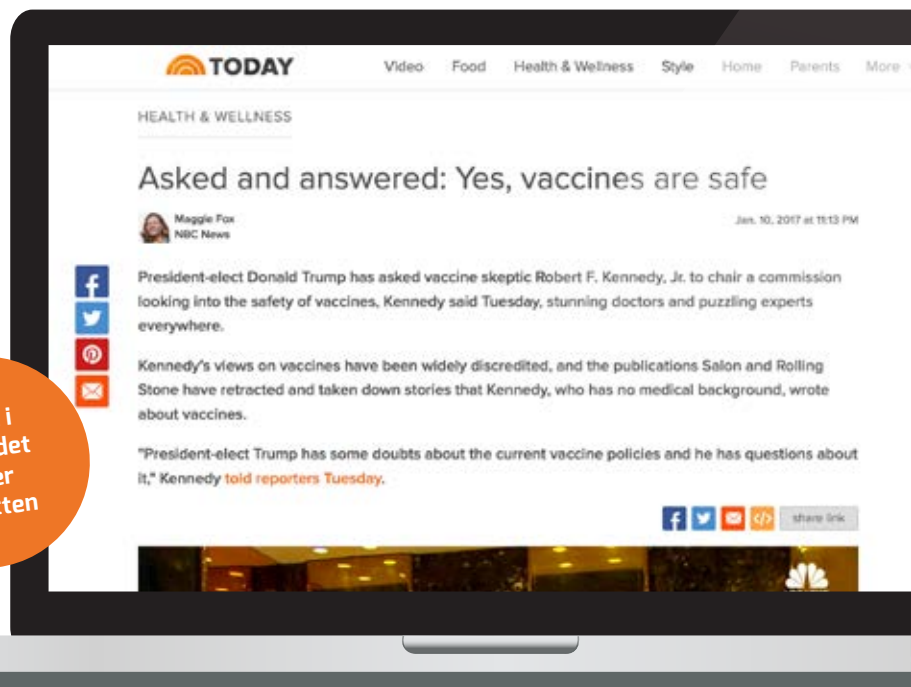 TODAY
Video Food Health & Wellness Style Home Parents More
HEALTH & WELLNESS
Asked and answered: Yes, vaccines are safe
Maggie Fox
NBC News
Jan. 10, 2017 at 11:13 PM
President-elect Donald Trump has asked vaccine skeptic Robert F. Kennedy, Jr. to chair a commission
looking into the safety of vaccines, Kennedy said Tuesday, stunning doctors and puzzling experts
everywhere.
Kennedy's views on vaccines have been widely discredited, and the publications Salon and Rolling
Stone have retracted and taken down stories that Kennedy, who has no medical background, wrote
about vaccines.
"President-elect Trump has some doubts about the current vaccine policies and he has questions about
it," Kennedy told reporters Tuesday.
share link
i